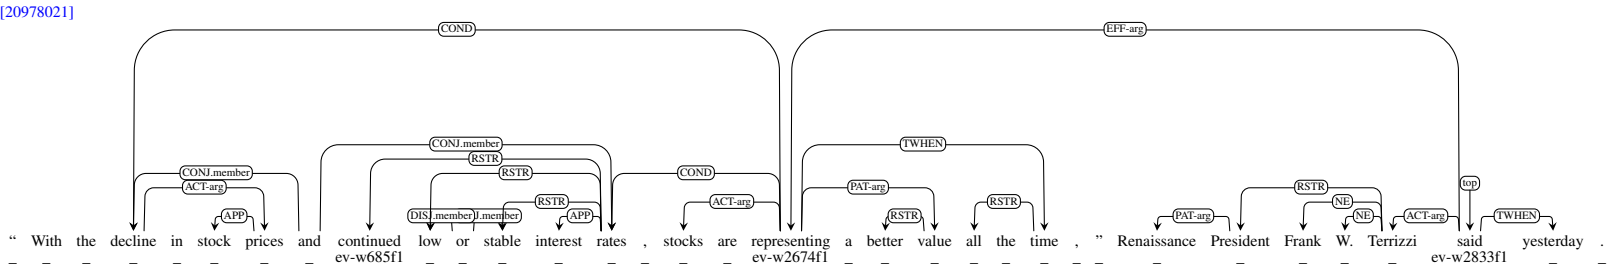 [20978021]
COND EFF-arg
CONJ.member TWHEN
RSTR
CONJ.member RSTR COND top
ACT-arg PAT-arg RSTR
RSTR ACT-arg RSTR NE
APP DISJ.member J.member APP RSTR PAT-arg NE ACT-arg TWHEN
“ With the decline in stock prices and continued low or stable interest rates , stocks are representing a better value all the time , ” Renaissance President Frank W. Terrizzi said yesterday .
_ _ _ _ _ _ _ _ ev-w685f1 _ _ _ _ _ _ _ _ ev-w2674f1 _ _ _ _ _ _ _ _ _ _ _ _ _ ev-w2833f1 _ _